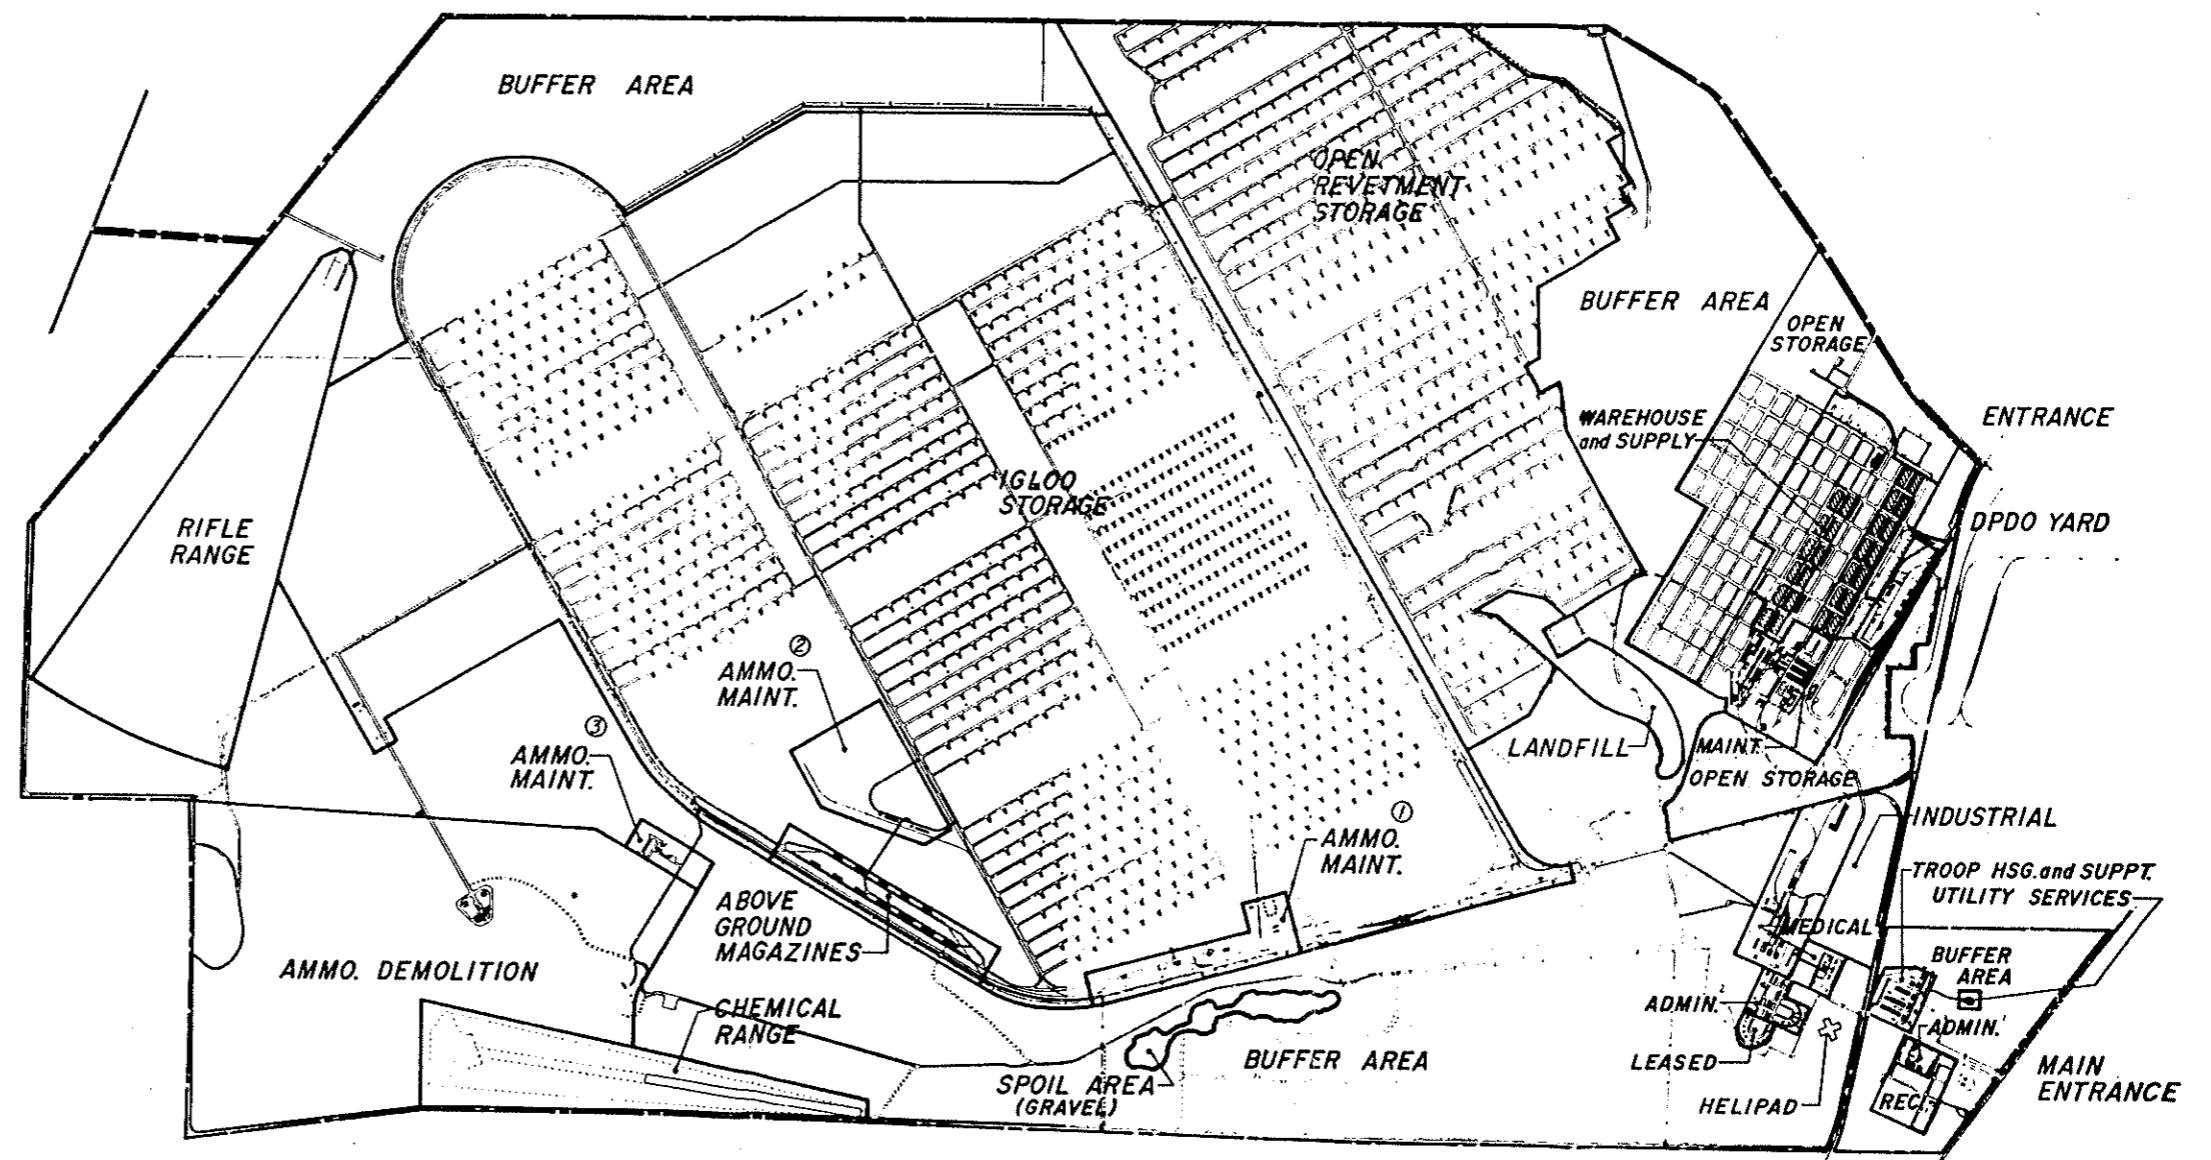 BUFFER AREA
OPEN
REVETMENT
STORAGE
BUFFER AREA
OPEN
STORAGE
WAREHOUSE
and SUPPLY
ENTRANCE
DPDO YARD
IGLOO
STORAGE
RIFLE
RANGE
②
AMMO.
MAINT.
③
AMMO.
MAINT.
LANDFILL
MAINT.
OPEN STORAGE
①
AMMO.
MAINT.
INDUSTRIAL
TROOP HSG. and SUPPT.
UTILITY SERVICES
ABOVE
GROUND
MAGAZINES
MEDICAL
BUFFER
AREA
AMMO. DEMOLITION
CHEMICAL
RANGE
ADMIN.²
ADMIN.¹
LEASED
BUFFER AREA
SPOIL AREA
(GRAVEL)
HELIPAD
REC.
MAIN
ENTRANCE